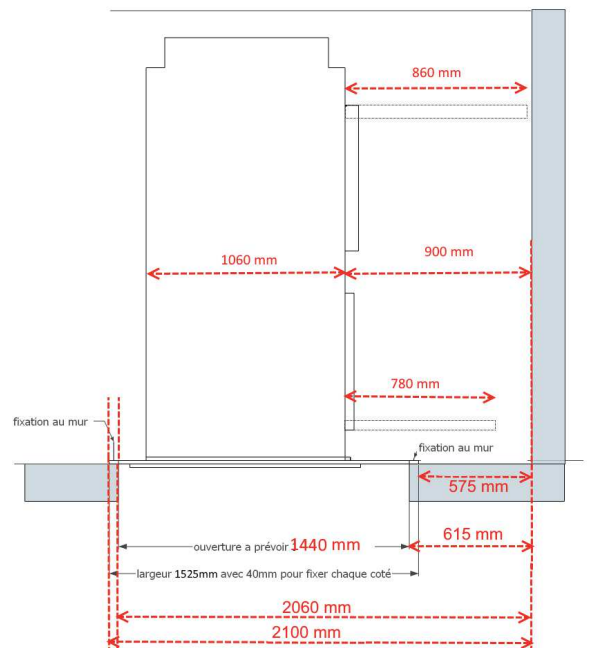 860 mm
1060 mm
900 mm
780 mm
fixation au mur
fixation au mur
575 mm
ouverture a prévoir : 1440 mm
615 mm
largeur 1525mm avec 40mm pour fixer chaque coté
2060 mm
2100 mm